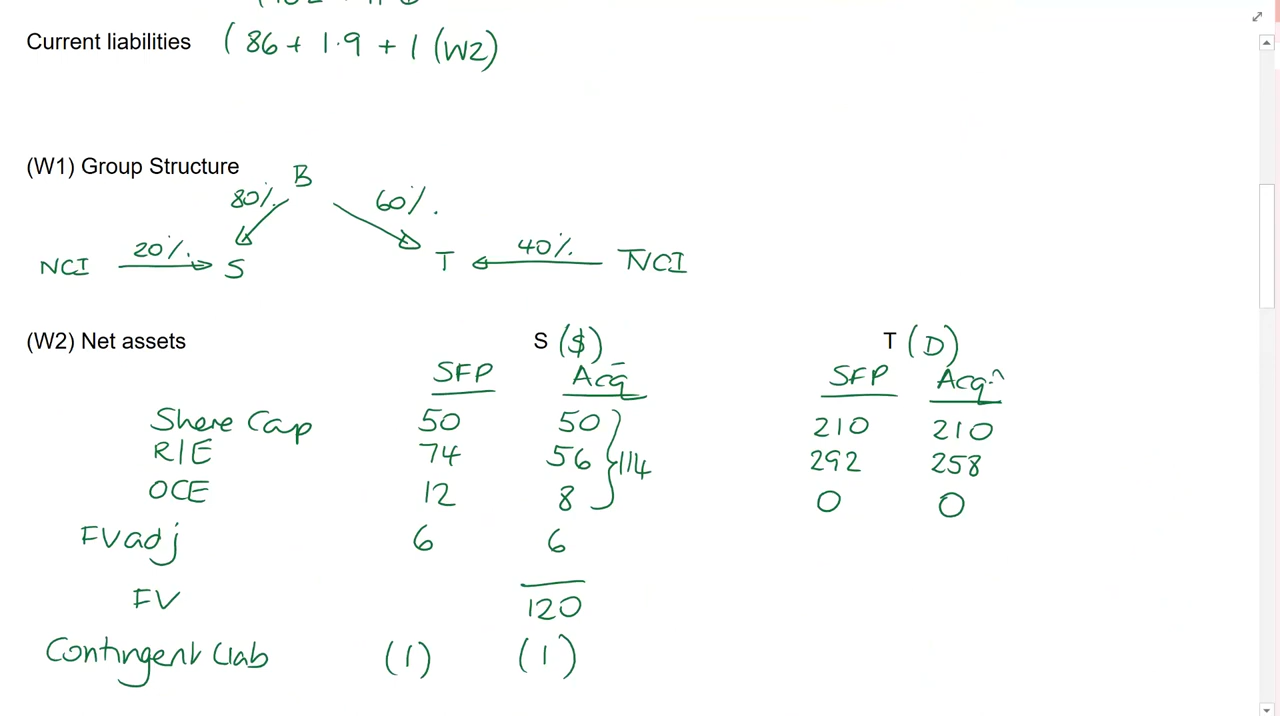 Current liabilities (86 + 1.9 + 1 (W2)
(W1) Group Structure
B
80%. 60%.
NCI 20%. S T 40%. NCI
(W2) Net assets S ($) T (D)
SFP Acq SFP Acq^n
Share Cap 50 50 210 210
R/E 74 56 }114 292 258
OCE 12 8 0 0
FV adj 6 6
FV 120
Contingent Liab (1) (1)